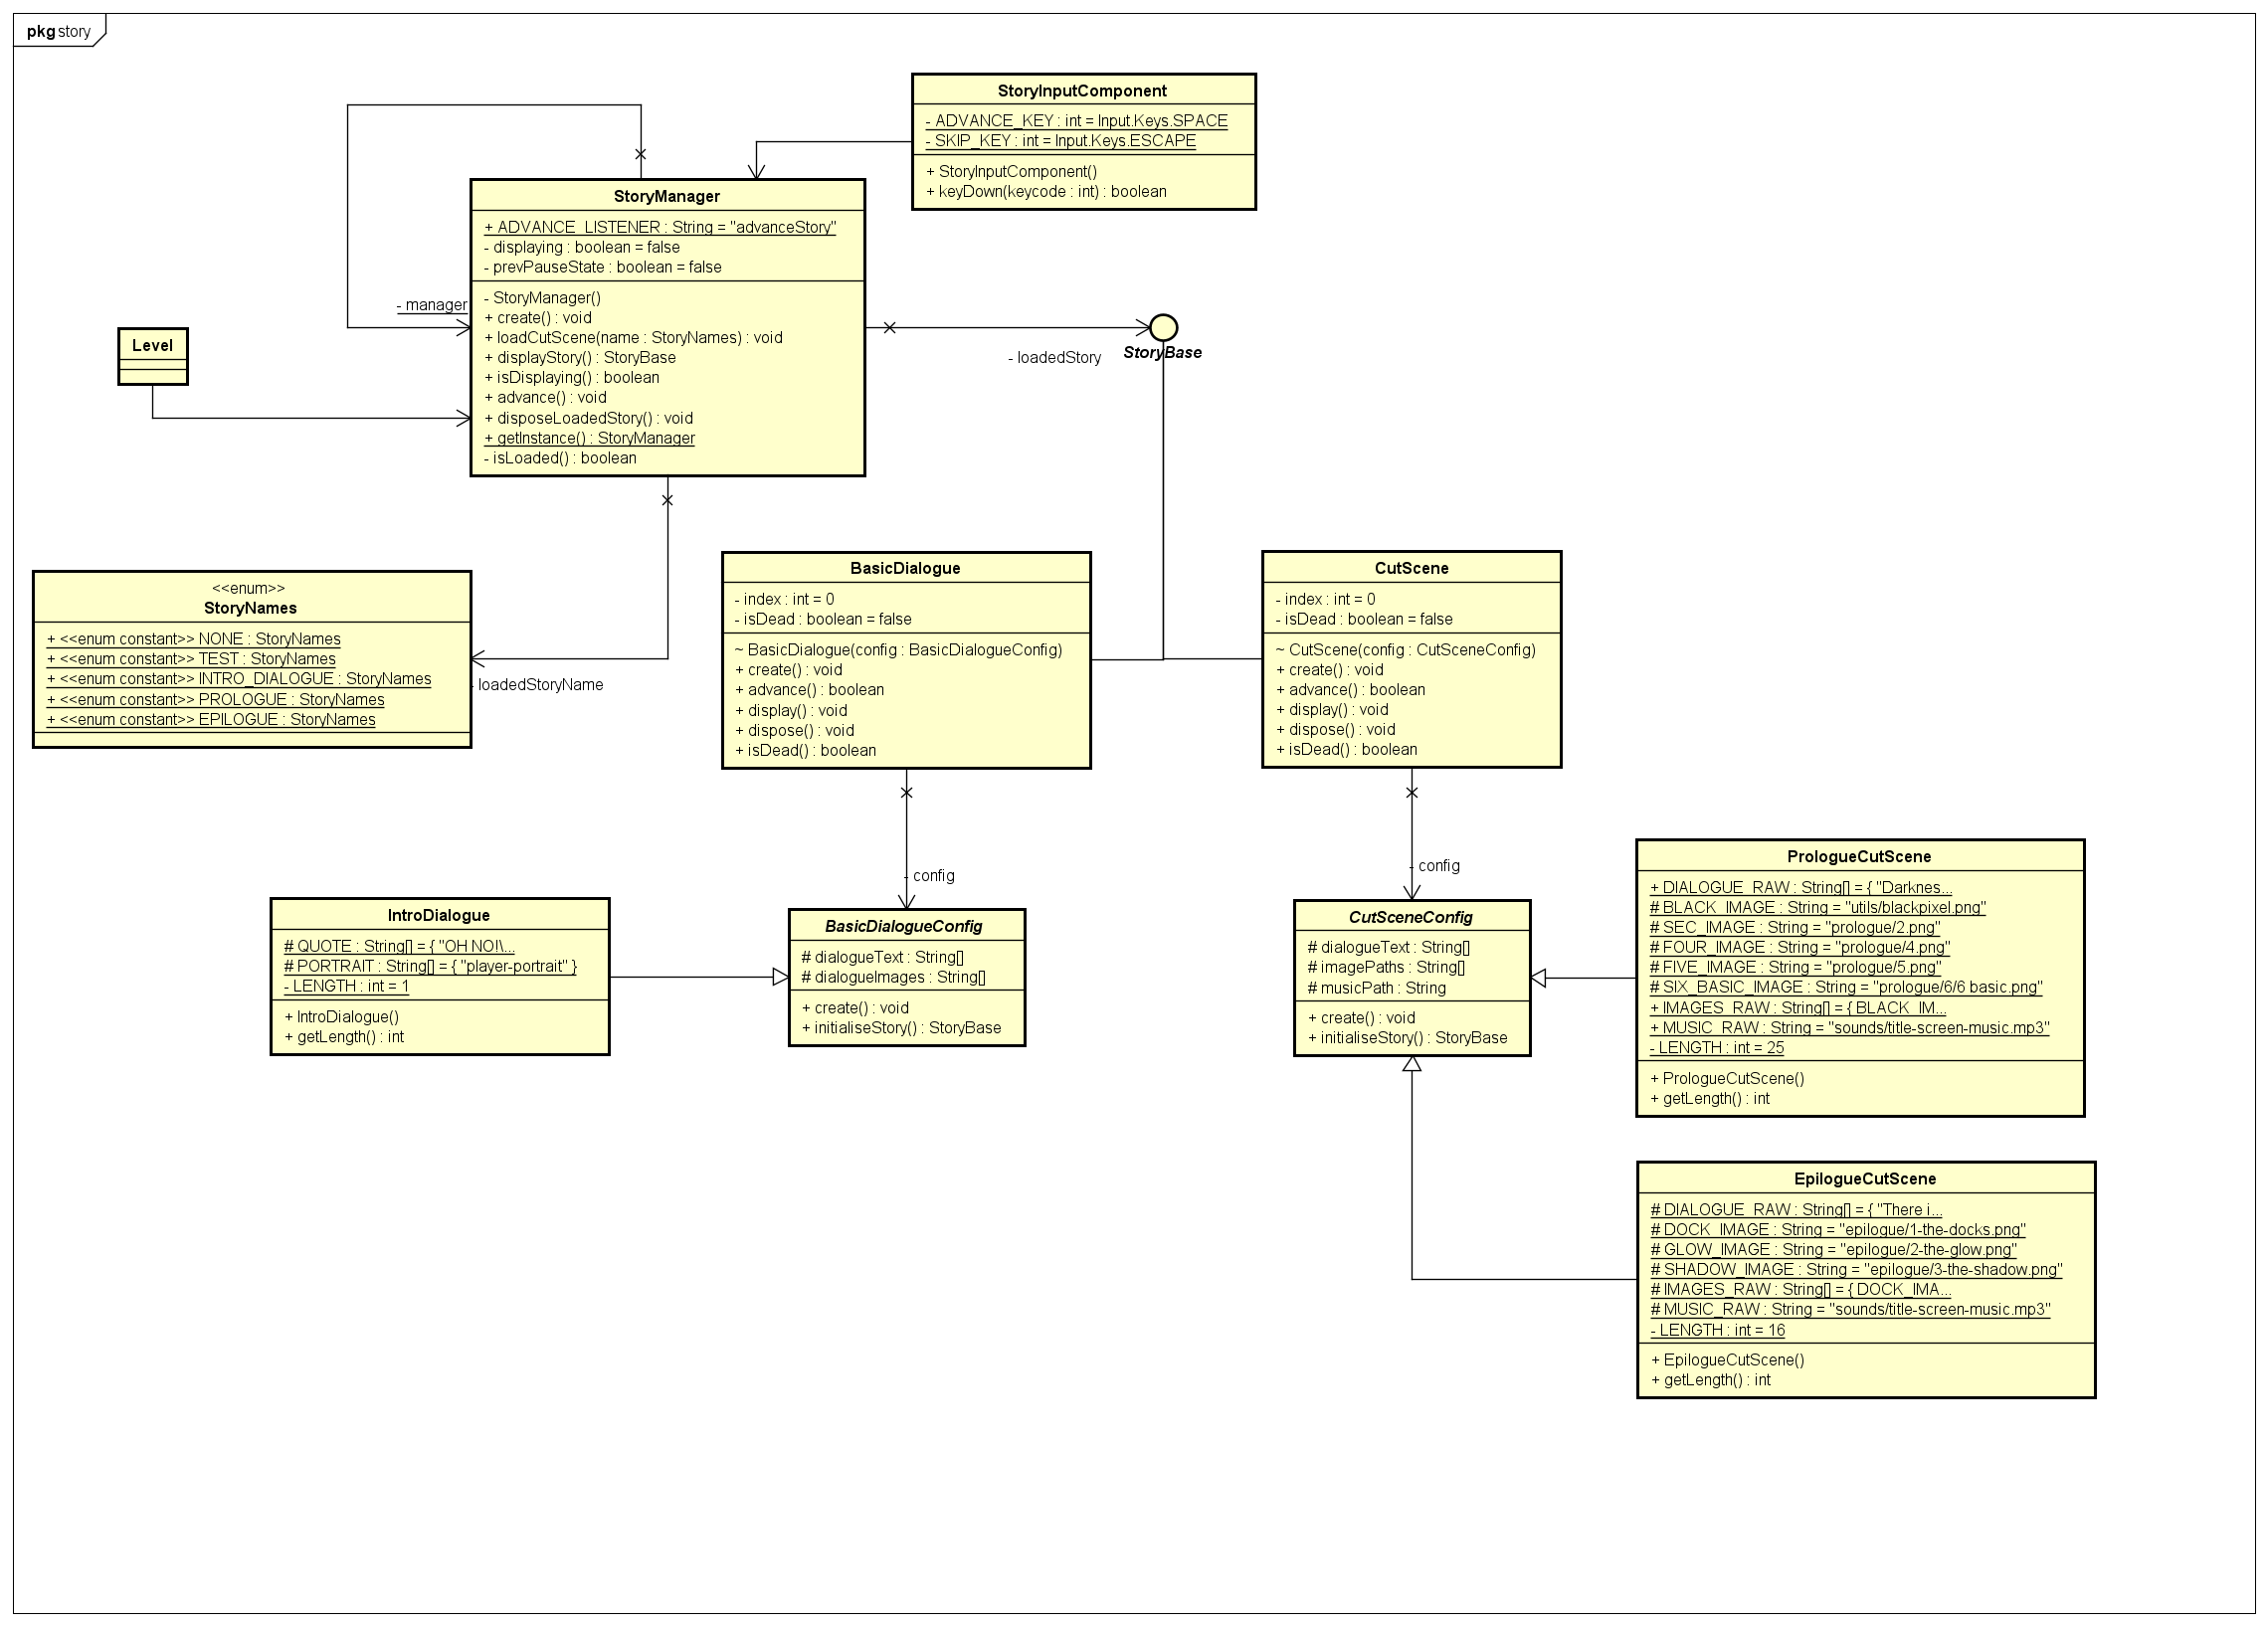 pkg story
StoryInputComponent
- ADVANCE_KEY : int = Input.Keys.SPACE
- SKIP_KEY : int = Input.Keys.ESCAPE
+ StoryInputComponent()
+ keyDown(keycode : int) : boolean
StoryManager
+ ADVANCE_LISTENER : String = "advanceStory"
- displaying : boolean = false
- prevPauseState : boolean = false
- StoryManager()
+ create() : void
+ loadCutScene(name : StoryNames) : void
+ displayStory() : StoryBase
+ isDisplaying() : boolean
+ advance() : void
+ disposeLoadedStory() : void
+ getInstance() : StoryManager
- isLoaded() : boolean
- manager
Level
- loadedStory
StoryBase
<<enum>>
StoryNames
+ <<enum constant>> NONE : StoryNames
+ <<enum constant>> TEST : StoryNames
+ <<enum constant>> INTRO_DIALOGUE : StoryNames
+ <<enum constant>> PROLOGUE : StoryNames
+ <<enum constant>> EPILOGUE : StoryNames
- loadedStoryName
BasicDialogue
- index : int = 0
- isDead : boolean = false
~ BasicDialogue(config : BasicDialogueConfig)
+ create() : void
+ advance() : boolean
+ display() : void
+ dispose() : void
+ isDead() : boolean
CutScene
- index : int = 0
- isDead : boolean = false
~ CutScene(config : CutSceneConfig)
+ create() : void
+ advance() : boolean
+ display() : void
+ dispose() : void
+ isDead() : boolean
- config
- config
IntroDialogue
# QUOTE : String[] = { "OH NO!\...
# PORTRAIT : String[] = { "player-portrait" }
- LENGTH : int = 1
+ IntroDialogue()
+ getLength() : int
BasicDialogueConfig
# dialogueText : String[]
# dialogueImages : String[]
+ create() : void
+ initialiseStory() : StoryBase
CutSceneConfig
# dialogueText : String[]
# imagePaths : String[]
# musicPath : String
+ create() : void
+ initialiseStory() : StoryBase
PrologueCutScene
+ DIALOGUE_RAW : String[] = { "Darknes...
# BLACK_IMAGE : String = "utils/blackpixel.png"
# SEC_IMAGE : String = "prologue/2.png"
# FOUR_IMAGE : String = "prologue/4.png"
# FIVE_IMAGE : String = "prologue/5.png"
# SIX_BASIC_IMAGE : String = "prologue/6/6 basic.png"
+ IMAGES_RAW : String[] = { BLACK_IM...
+ MUSIC_RAW : String = "sounds/title-screen-music.mp3"
- LENGTH : int = 25
+ PrologueCutScene()
+ getLength() : int
EpilogueCutScene
# DIALOGUE_RAW : String[] = { "There i...
# DOCK_IMAGE : String = "epilogue/1-the-docks.png"
# GLOW_IMAGE : String = "epilogue/2-the-glow.png"
# SHADOW_IMAGE : String = "epilogue/3-the-shadow.png"
# IMAGES_RAW : String[] = { DOCK_IMA...
# MUSIC_RAW : String = "sounds/title-screen-music.mp3"
- LENGTH : int = 16
+ EpilogueCutScene()
+ getLength() : int